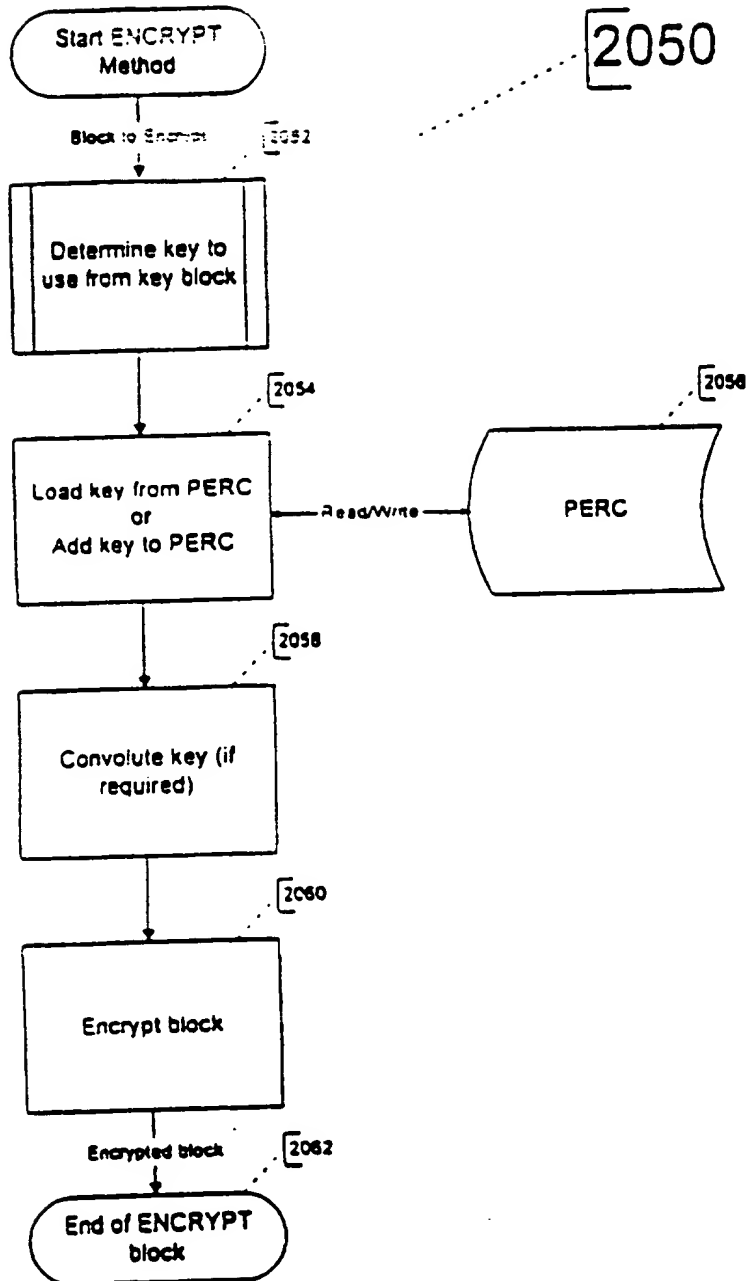 Start ENCRYPT
Method
2050
Block to Encrypt
2052
Determine key to
use from key block
2054
Load key from PERC
or
Add key to PERC
Read/Write
2056
PERC
2058
Convolute key (if
required)
2060
Encrypt block
Encrypted block
2062
End of ENCRYPT
block